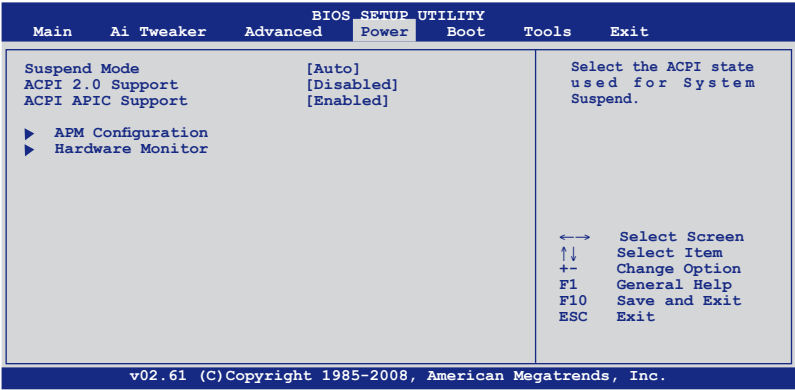 BIOS SETUP UTILITY
Main Ai Tweaker Advanced Power Boot Tools Exit
Suspend Mode [Auto]
ACPI 2.0 Support [Disabled]
ACPI APIC Support [Enabled]
▶ APM Configuration
▶ Hardware Monitor
Select the ACPI state
used for System
Suspend.
←→ Select Screen
↑↓ Select Item
+- Change Option
F1 General Help
F10 Save and Exit
ESC Exit
v02.61 (C)Copyright 1985-2008, American Megatrends, Inc.